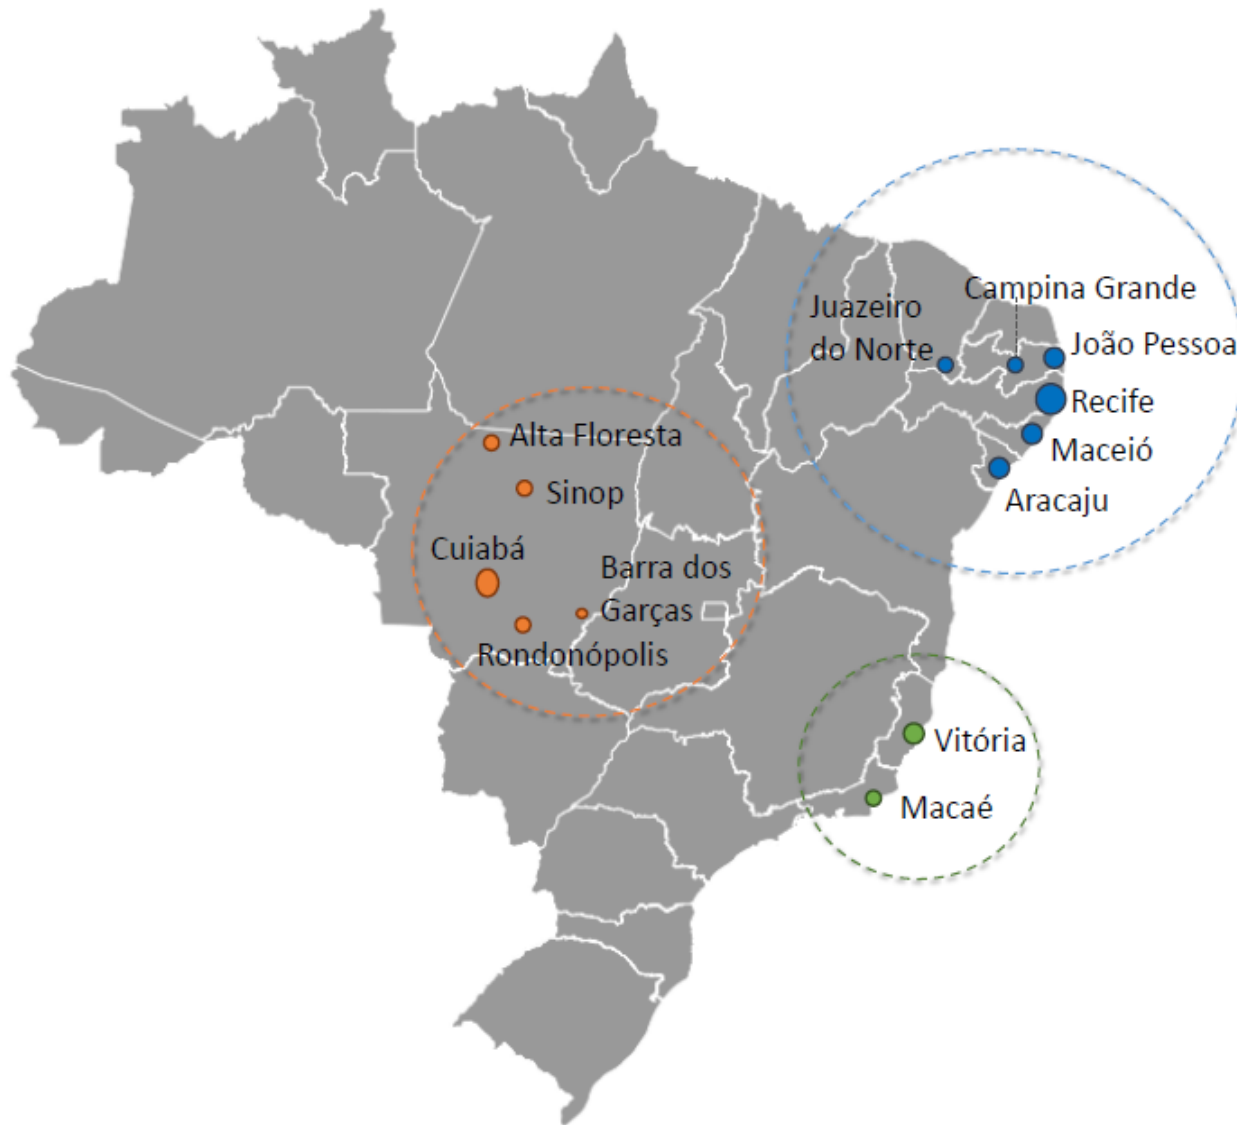 Campina Grande
Juazeiro
do Norte
João Pessoa
Recife
Maceió
Aracaju
Alta Floresta
Sinop
Cuiabá
Barra dos
Garças
Rondonópolis
Vitória
Macaé